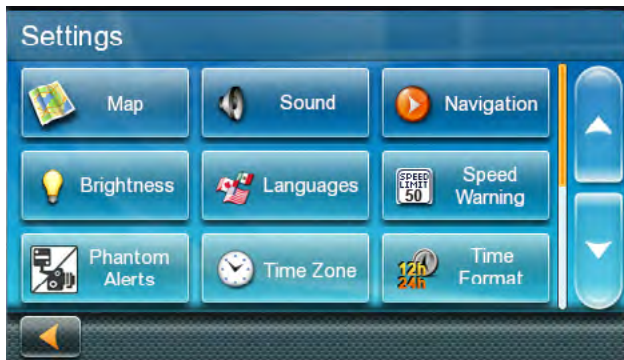 Settings
Map
Sound
Navigation
Brightness
Languages
SPEED
LIMIT
50
Speed
Warning
Phantom
Alerts
Time Zone
12h
24h
Time
Format